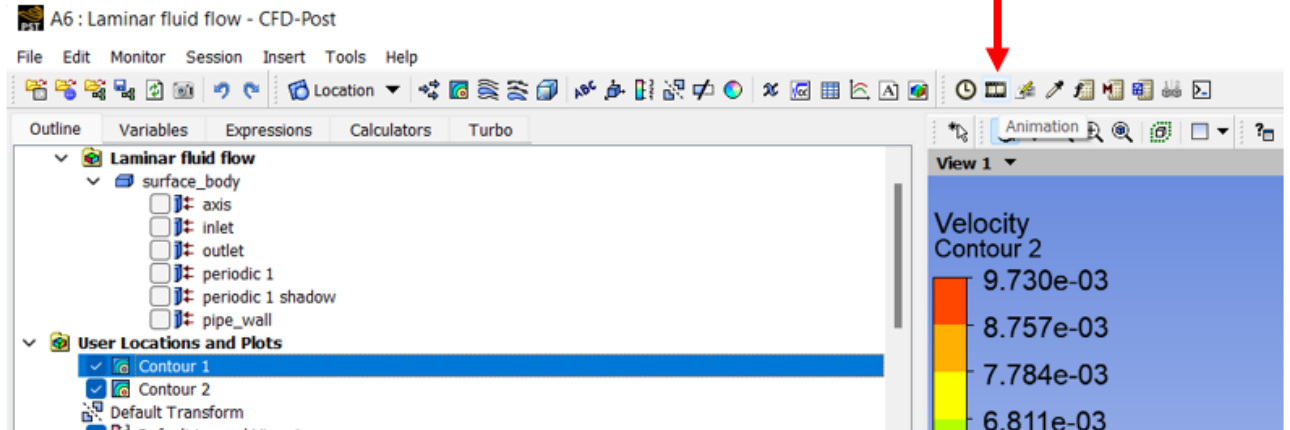 A6 : Laminar fluid flow - CFD-Post
File Edit Monitor Session Insert Tools Help
Location
Outline Variables Expressions Calculators Turbo
Animation
View 1
Laminar fluid flow
surface_body
axis
inlet
outlet
periodic 1
periodic 1 shadow
pipe_wall
User Locations and Plots
Contour 1
Contour 2
Default Transform
Velocity
Contour 2
9.730e-03
8.757e-03
7.784e-03
6.811e-03